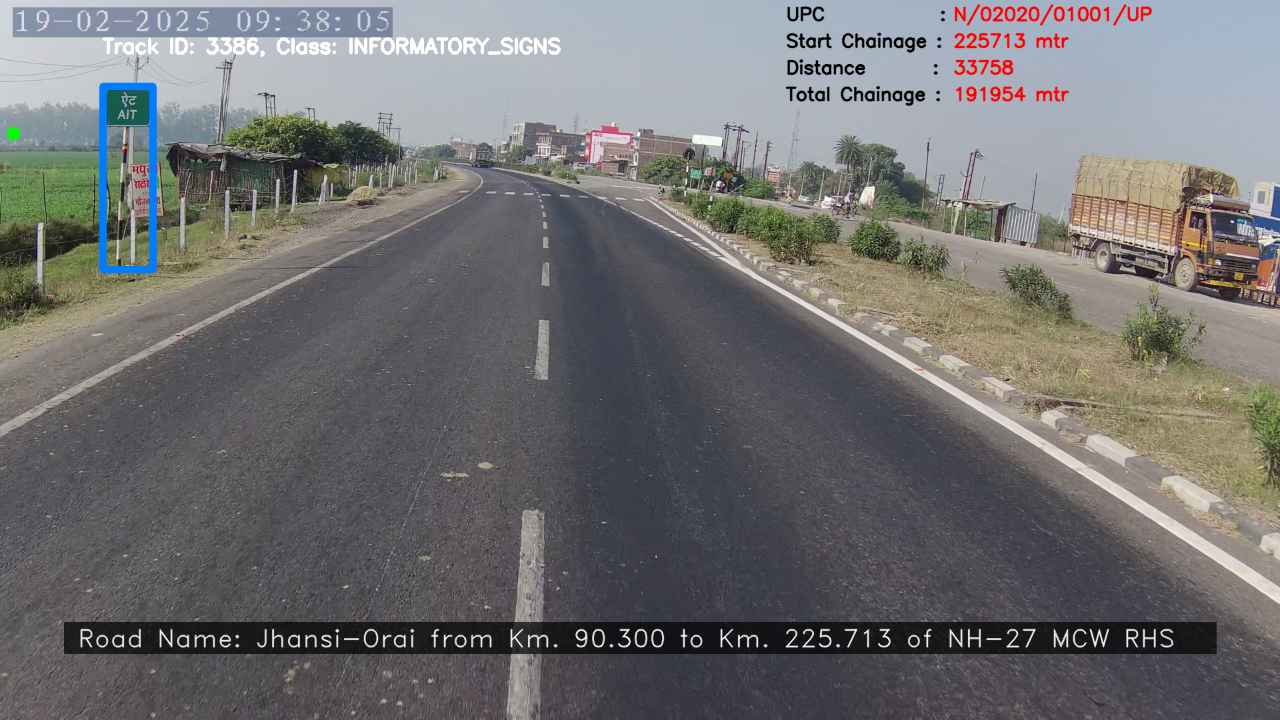 19-02-2025 09:38:05
Track ID: 3386, Class: INFORMATORY_SIGNS
UPC : N/02020/01001/UP
Start Chainage : 225713 mtr
Distance : 33758
Total Chainage : 191954 mtr
ऐट
AIT
Road Name: Jhansi-Orai from Km. 90.300 to Km. 225.713 of NH-27 MCW RHS